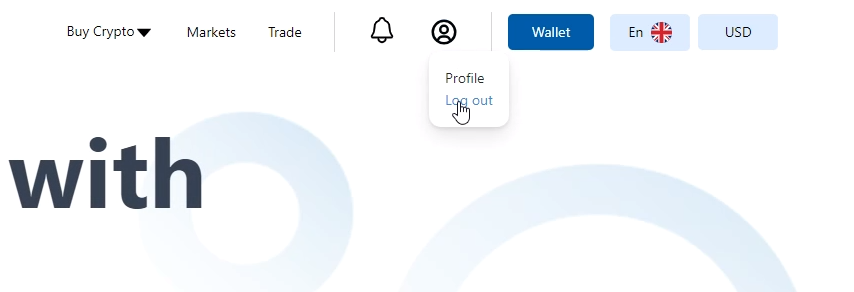 Buy Crypto Markets Trade Wallet En USD
Profile
Log out
with